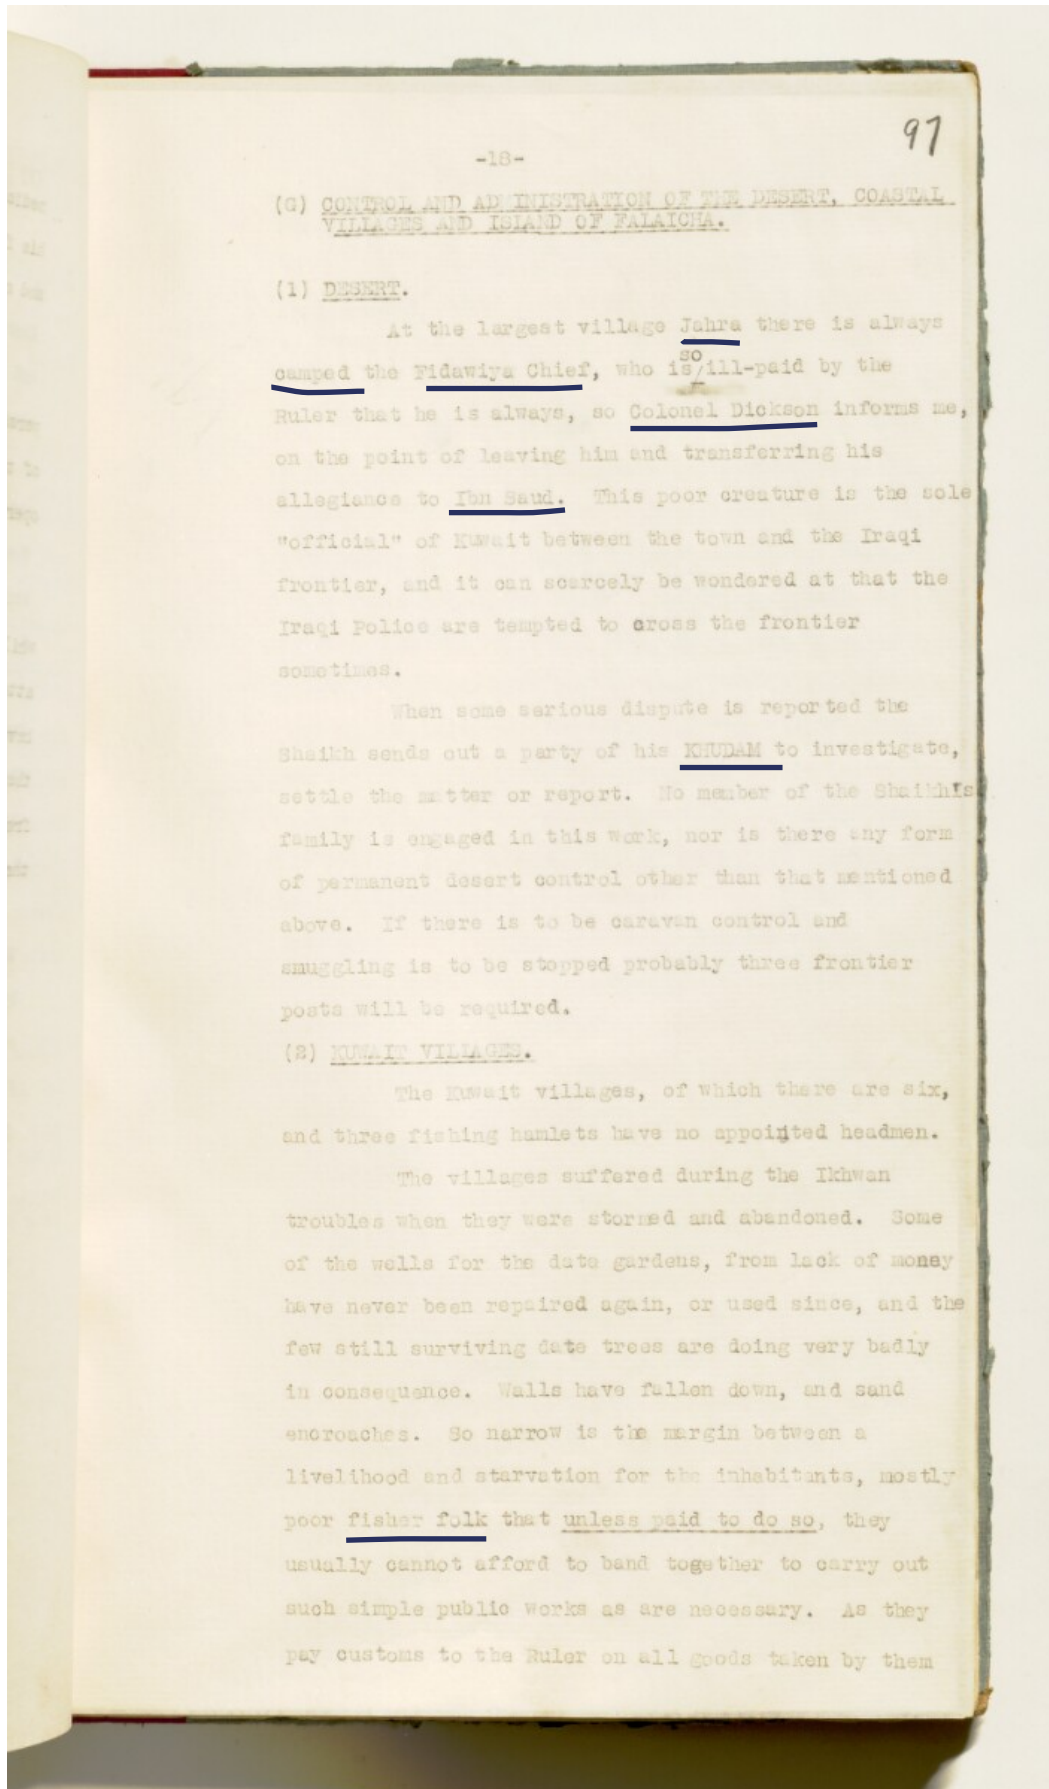 97
-18-
(G) CONTROL AND ADMINISTRATION OF THE DESERT, COASTAL
VILLAGES AND ISLAND OF FALAICHA.
(1) DESERT.
At the largest village Jahra there is always
camped the Fidawiya Chief, who is so/ill-paid by the
Ruler that he is always, so Colonel Dickson informs me,
on the point of leaving him and transferring his
allegiance to Ibn Saud. This poor creature is the sole
"official" of Kuwait between the town and the Iraqi
frontier, and it can scarcely be wondered at that the
Iraqi Police are tempted to cross the frontier
sometimes.
When some serious dispute is reported the
Shaikh sends out a party of his KHUDAM to investigate,
settle the matter or report. No member of the Shaikh's
family is engaged in this work, nor is there any form
of permanent desert control other than that mentioned
above. If there is to be caravan control and
smuggling is to be stopped probably three frontier
posts will be required.
(2) KUWAIT VILLAGES.
The Kuwait villages, of which there are six,
and three fishing hamlets have no appointed headmen.
The villages suffered during the Ikhwan
troubles when they were stormed and abandoned. Some
of the wells for the date gardens, from lack of money
have never been repaired again, or used since, and the
few still surviving date trees are doing very badly
in consequence. Walls have fallen down, and sand
encroaches. So narrow is the margin between a
livelihood and starvation for the inhabitants, mostly
poor fisher folk that unless paid to do so, they
usually cannot afford to band together to carry out
such simple public works as are necessary. As they
pay customs to the Ruler on all goods taken by them